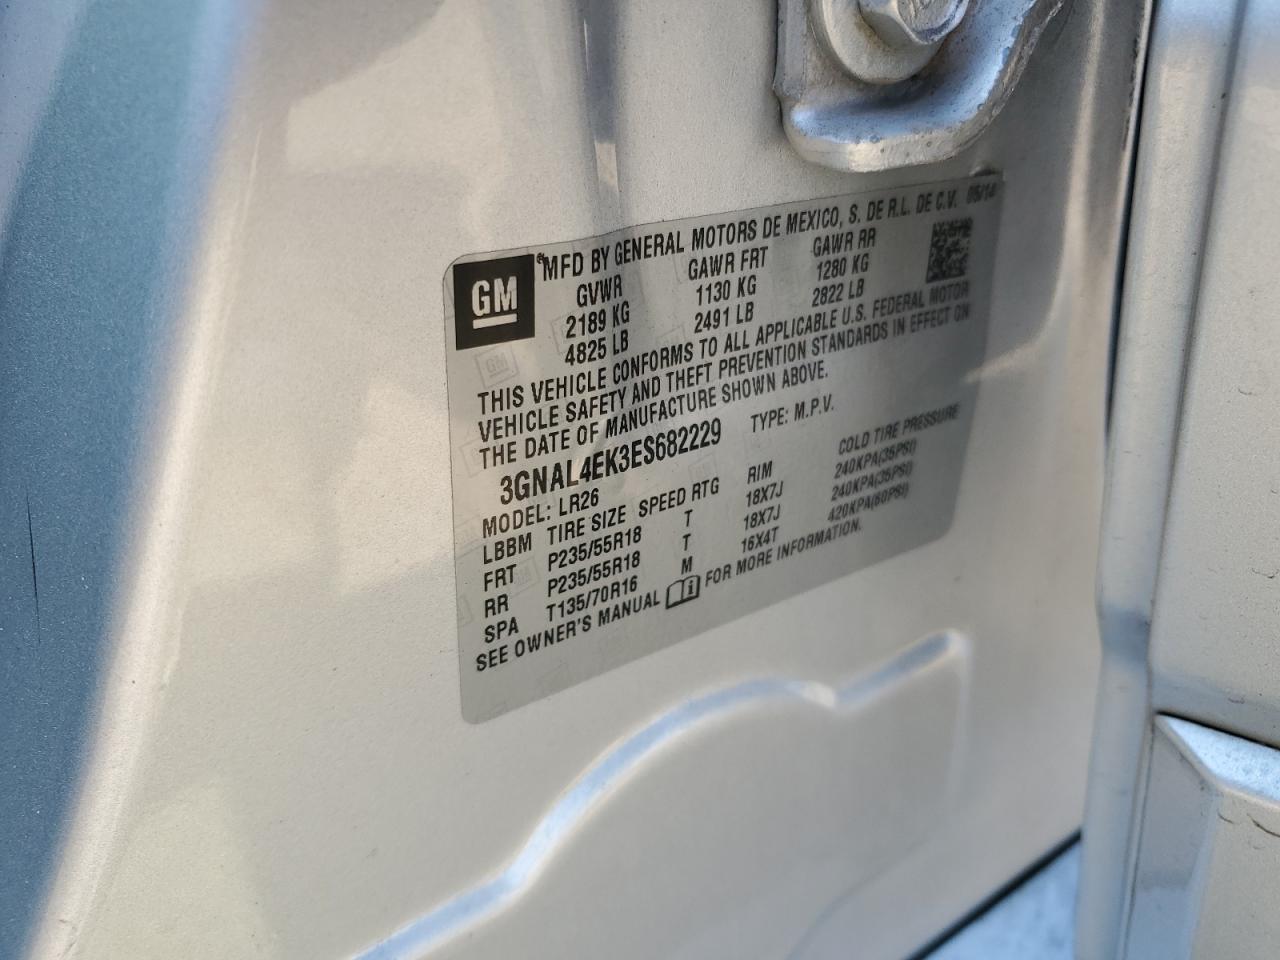 GM
MFD BY GENERAL MOTORS DE MEXICO, S. DE R.L. DE C.V. 05/14
GVWR GAWR FRT GAWR RR
2189 KG 1130 KG 1280 KG
4825 LB 2491 LB 2822 LB
THIS VEHICLE CONFORMS TO ALL APPLICABLE U.S. FEDERAL MOTOR
VEHICLE SAFETY AND THEFT PREVENTION STANDARDS IN EFFECT ON
THE DATE OF MANUFACTURE SHOWN ABOVE.
3GNAL4EK3ES682229 TYPE: M.P.V.
MODEL: LR26
LBBM TIRE SIZE SPEED RTG RIM COLD TIRE PRESSURE
FRT P235/55R18 T 18X7J 240KPA(35PSI)
RR P235/55R18 T 18X7J 240KPA(35PSI)
SPA T135/70R16 M 16X4T 420KPA(60PSI)
SEE OWNER'S MANUAL FOR MORE INFORMATION.